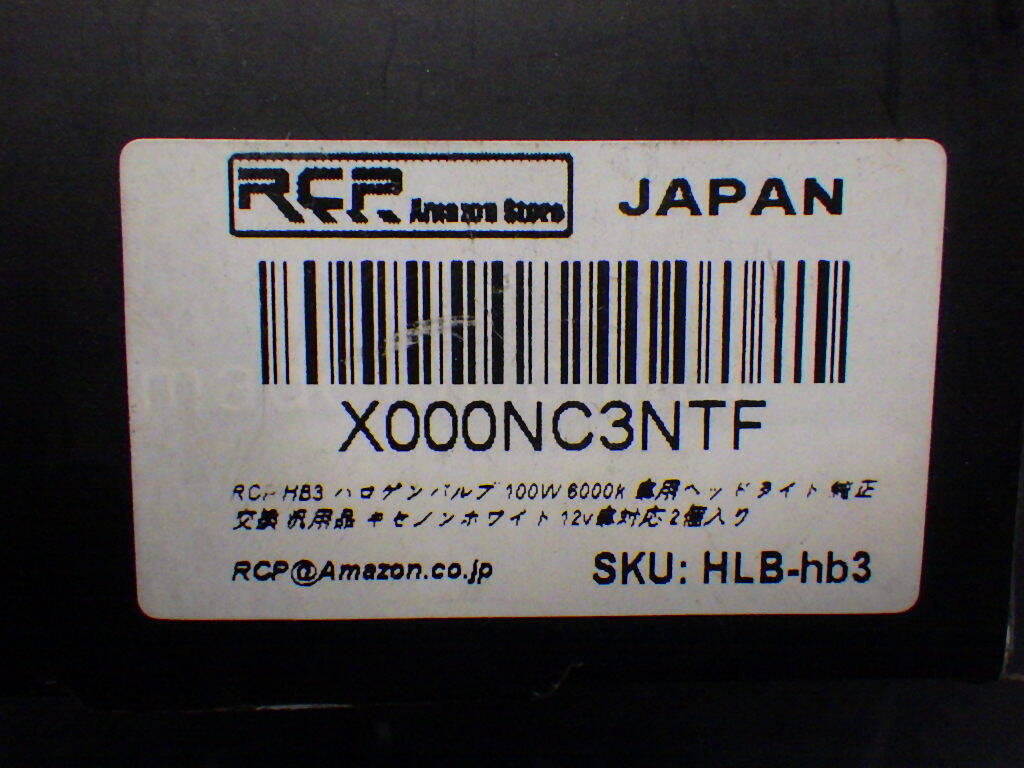 RCP Amazon Store
JAPAN
X000NC3NTF
RCP HB3 ハロゲンバルブ 100W 6000k 車用ヘッドライト 純正
交換 汎用品 キセノンホワイト 12v車対応 2個入り
RCP@Amazon.co.jp
SKU: HLB-hb3